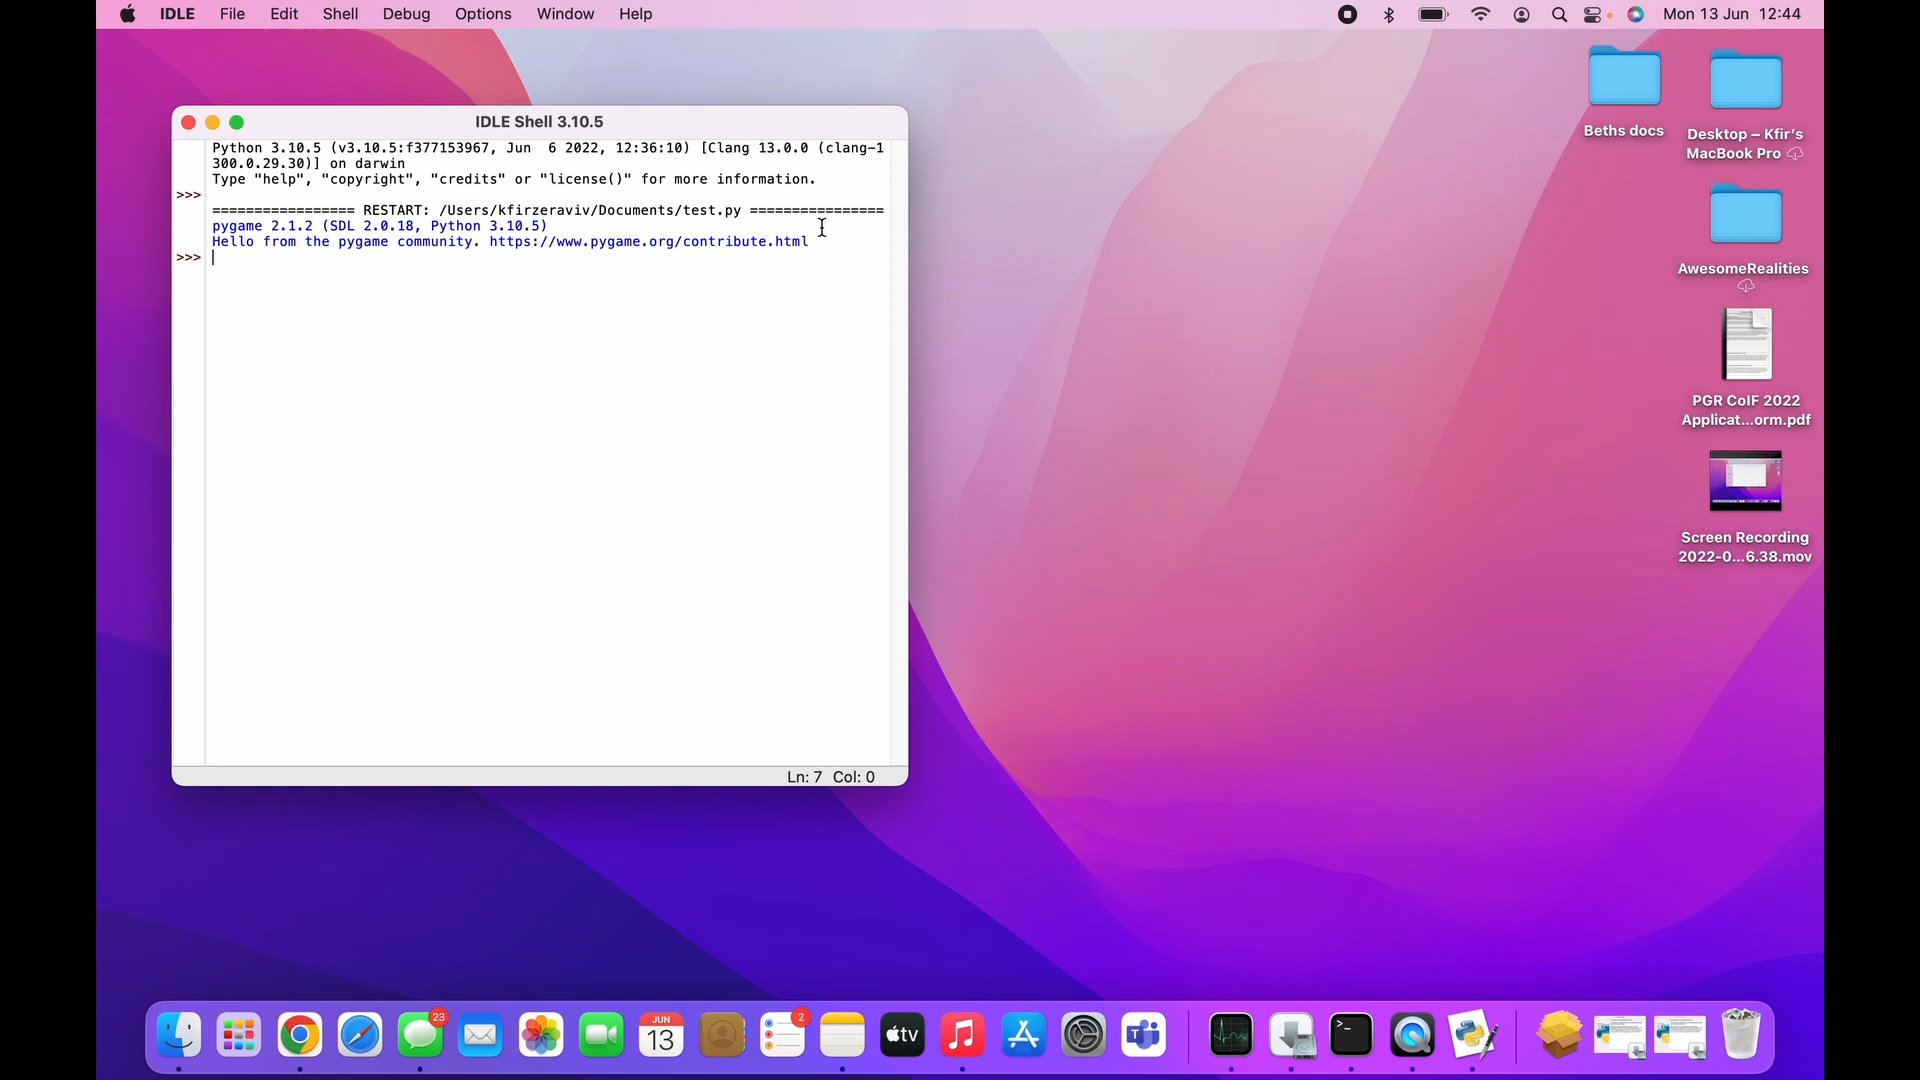 IDLE File Edit Shell Debug Options Window Help Mon 13 Jun 12:44
IDLE Shell 3.10.5
Python 3.10.5 (v3.10.5:f377153967, Jun  6 2022, 12:36:10) [Clang 13.0.0 (clang-1
300.0.29.30)] on darwin
Type "help", "copyright", "credits" or "license()" for more information.
>>>
================= RESTART: /Users/kfirzeraviv/Documents/test.py ================
pygame 2.1.2 (SDL 2.0.18, Python 3.10.5)
Hello from the pygame community. https://www.pygame.org/contribute.html
>>>
Ln: 7 Col: 0
Beths docs
Desktop – Kfir's
MacBook Pro
AwesomeRealities
PGR CoIF 2022
Applicat...orm.pdf
Screen Recording
2022-0...6.38.mov
23
JUN
13
2
tv
T
>_